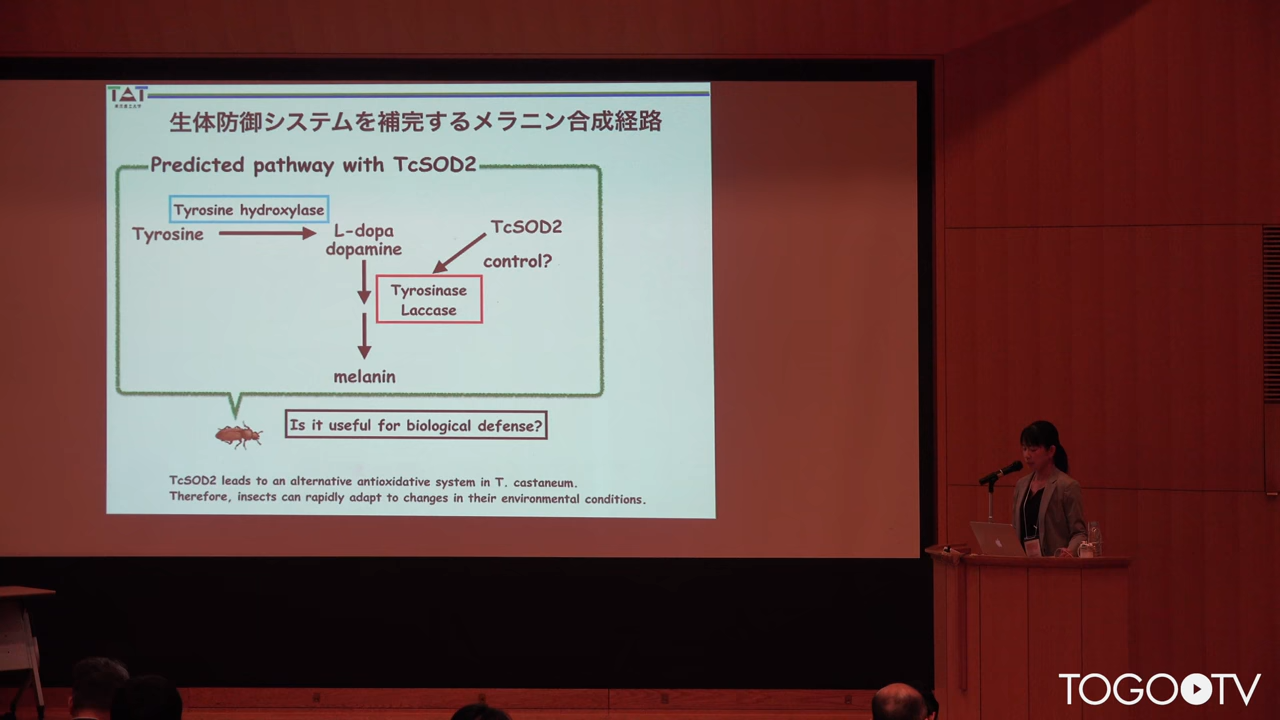 TAT
生体防御システムを補完するメラニン合成経路
Predicted pathway with TcSOD2
Tyrosine hydroxylase
Tyrosine
L-dopa
dopamine
TcSOD2
control?
Tyrosinase
Laccase
melanin
Is it useful for biological defense?
TcSOD2 leads to an alternative antioxidative system in T. castaneum.
Therefore, insects can rapidly adapt to changes in their environmental conditions.
TOGO TV